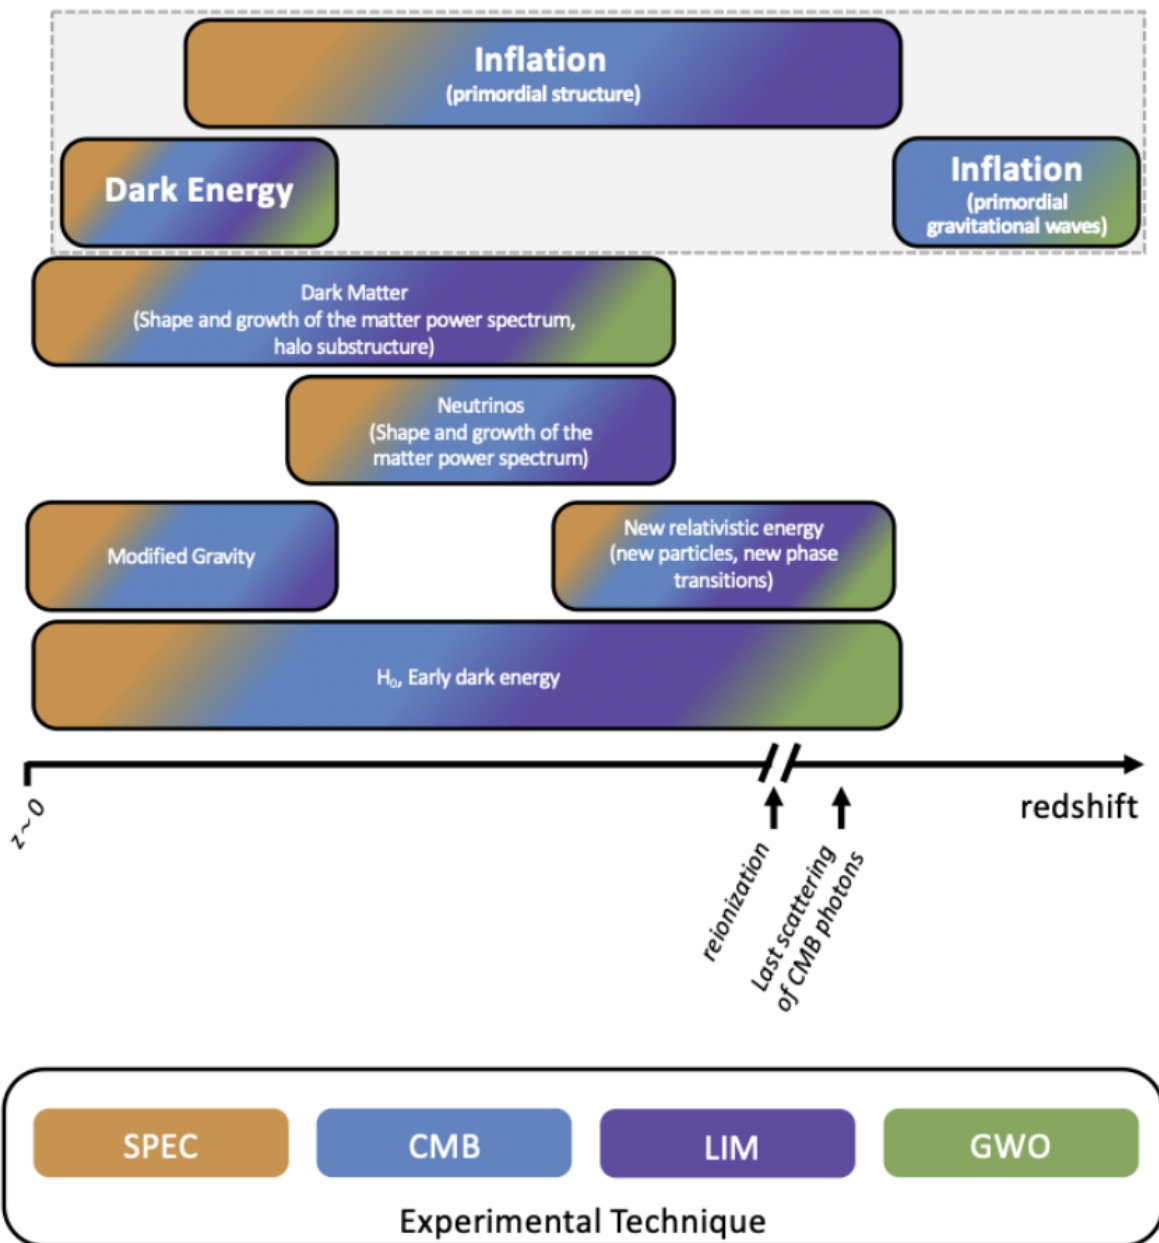 Inflation
(primordial structure)
Dark Energy
Inflation
(primordial
gravitational waves)
Dark Matter
(Shape and growth of the matter power spectrum,
halo substructure)
Neutrinos
(Shape and growth of the
matter power spectrum)
Modified Gravity
New relativistic energy
(new particles, new phase
transitions)
H₀, Early dark energy
z ~ 0
redshift
reionization
Last scattering
of CMB photons
SPEC
CMB
LIM
GWO
Experimental Technique